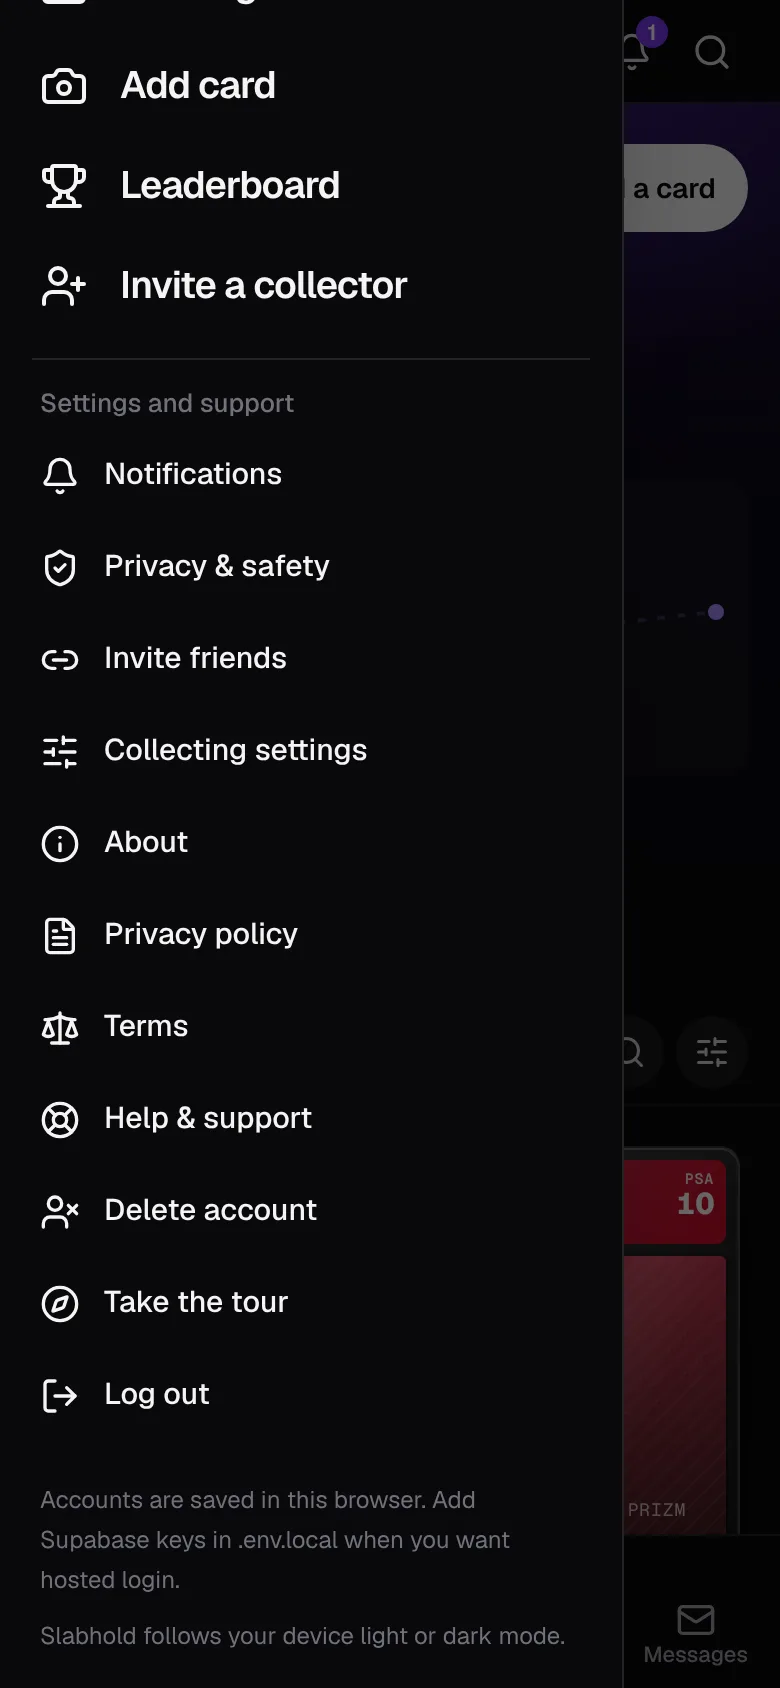 1
Add card
a card
Leaderboard
Invite a collector
Settings and support
Notifications
Privacy & safety
Invite friends
Collecting settings
About
Privacy policy
Terms
Help & support
Delete account
PSA
10
Take the tour
Log out
PRIZM
Accounts are saved in this browser. Add
Supabase keys in .env.local when you want
hosted login.
Slabhold follows your device light or dark mode.
Messages